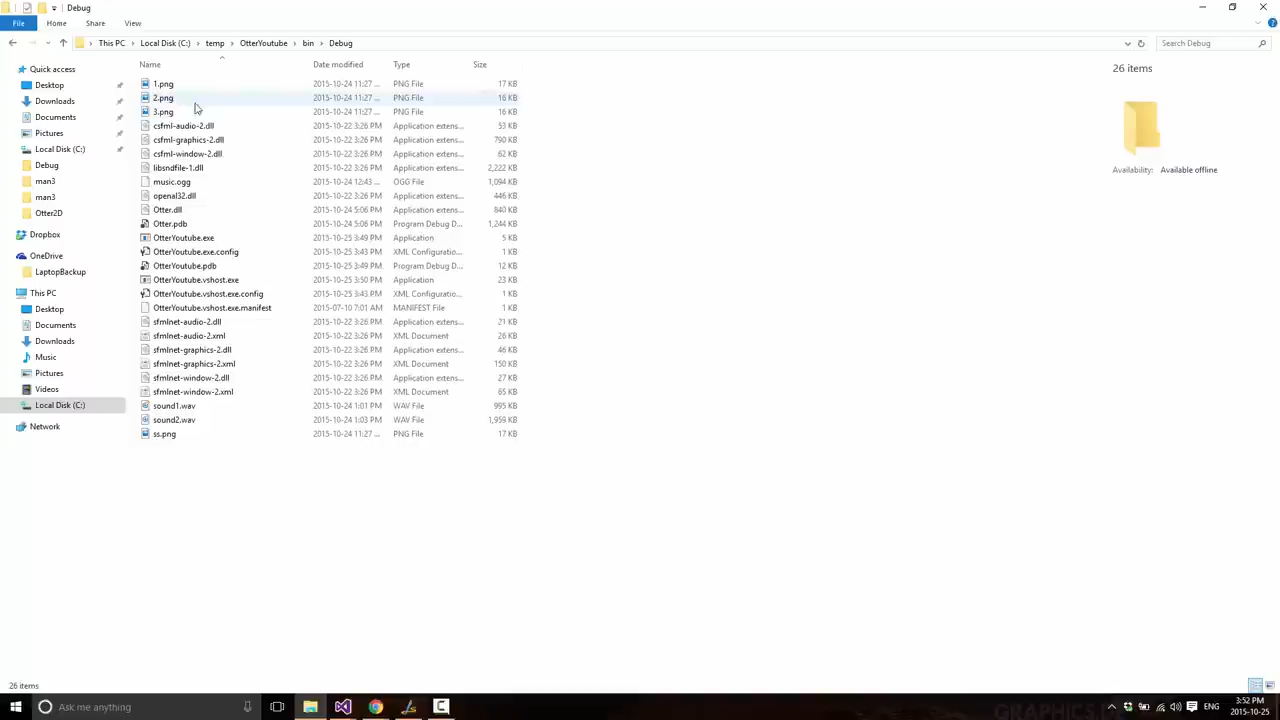 Debug
File Home Share View
This PC Local Disk (C:) temp OtterYoutube bin Debug
Search Debug
Name Date modified Type Size
1.png 2015-10-24 11:27 ... PNG File 17 KB
2.png 2015-10-24 11:27 ... PNG File 16 KB
3.png 2015-10-24 11:27 ... PNG File 16 KB
csfml-audio-2.dll 2015-10-22 3:26 PM Application extens... 53 KB
csfml-graphics-2.dll 2015-10-22 3:26 PM Application extens... 790 KB
csfml-window-2.dll 2015-10-22 3:26 PM Application extens... 62 KB
libsndfile-1.dll 2015-10-22 3:26 PM Application extens... 2,222 KB
music.ogg 2015-10-24 12:43 ... OGG File 1,094 KB
openal32.dll 2015-10-22 3:26 PM Application extens... 446 KB
Otter.dll 2015-10-24 5:06 PM Application extens... 840 KB
Otter.pdb 2015-10-24 5:06 PM Program Debug D... 1,244 KB
OtterYoutube.exe 2015-10-25 3:49 PM Application 5 KB
OtterYoutube.exe.config 2015-10-25 3:43 PM XML Configuratio... 1 KB
OtterYoutube.pdb 2015-10-25 3:49 PM Program Debug D... 12 KB
OtterYoutube.vshost.exe 2015-10-25 3:50 PM Application 23 KB
OtterYoutube.vshost.exe.config 2015-10-25 3:43 PM XML Configuratio... 1 KB
OtterYoutube.vshost.exe.manifest 2015-07-10 7:01 AM MANIFEST File 1 KB
sfmlnet-audio-2.dll 2015-10-22 3:26 PM Application extens... 21 KB
sfmlnet-audio-2.xml 2015-10-22 3:26 PM XML Document 26 KB
sfmlnet-graphics-2.dll 2015-10-22 3:26 PM Application extens... 46 KB
sfmlnet-graphics-2.xml 2015-10-22 3:26 PM XML Document 150 KB
sfmlnet-window-2.dll 2015-10-22 3:26 PM Application extens... 27 KB
sfmlnet-window-2.xml 2015-10-22 3:26 PM XML Document 65 KB
sound1.wav 2015-10-24 1:01 PM WAV File 995 KB
sound2.wav 2015-10-24 1:03 PM WAV File 1,959 KB
ss.png 2015-10-24 11:27 ... PNG File 17 KB
Quick access
Desktop
Downloads
Documents
Pictures
Local Disk (C:)
Debug
man3
man3
Otter2D
Dropbox
OneDrive
LaptopBackup
This PC
Desktop
Documents
Downloads
Music
Pictures
Videos
Local Disk (C:)
Network
26 items
Availability: Available offline
26 items
Ask me anything
ENG
3:52 PM
2015-10-25